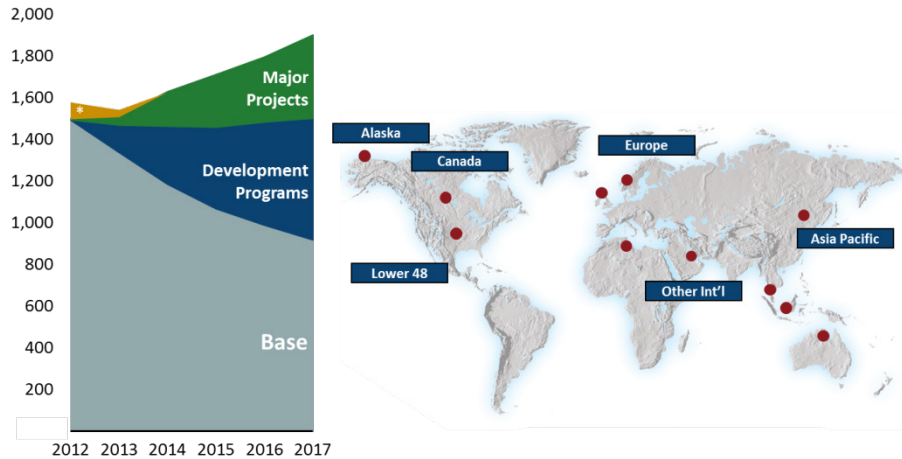 2,000
1,800
1,600
1,400
1,200
1,000
800
600
400
200
*
Major
Projects
Development
Programs
Base
2012 2013 2014 2015 2016 2017
Alaska
Canada
Europe
Asia Pacific
Lower 48
Other Int'l